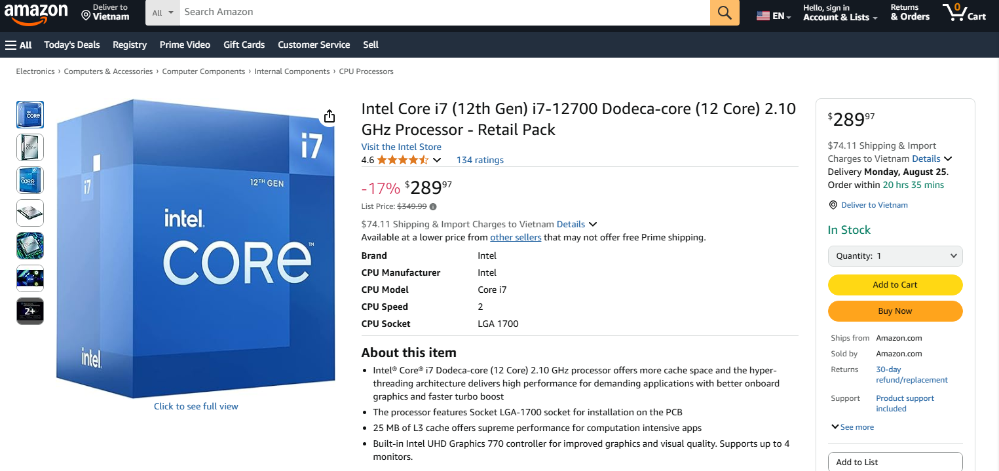 amazon
Deliver to
Vietnam
All
Search Amazon
EN
Hello, sign in
Account & Lists
Returns
& Orders
0
Cart
All
Today's Deals
Registry
Prime Video
Gift Cards
Customer Service
Sell
Electronics › Computers & Accessories › Computer Components › Internal Components › CPU Processors
2+
i7
12TH GEN
i7
intel.
CORE™
intel.
Click to see full view
Intel Core i7 (12th Gen) i7-12700 Dodeca-core (12 Core) 2.10
GHz Processor - Retail Pack
Visit the Intel Store
4.6
134 ratings
-17% $28997
List Price: $349.99
$74.11 Shipping & Import Charges to Vietnam Details
Available at a lower price from other sellers that may not offer free Prime shipping.
Brand Intel
CPU Manufacturer Intel
CPU Model Core i7
CPU Speed 2
CPU Socket LGA 1700
About this item
• Intel® Core® i7 Dodeca-core (12 Core) 2.10 GHz processor offers more cache space and the hyper-
threading architecture delivers high performance for demanding applications with better onboard
graphics and faster turbo boost
• The processor features Socket LGA-1700 socket for installation on the PCB
• 25 MB of L3 cache offers supreme performance for computation intensive apps
• Built-in Intel UHD Graphics 770 controller for improved graphics and visual quality. Supports up to 4
monitors.
$28997
$74.11 Shipping & Import
Charges to Vietnam Details
Delivery Monday, August 25.
Order within 20 hrs 35 mins
Deliver to Vietnam
In Stock
Quantity: 1
Add to Cart
Buy Now
Ships from Amazon.com
Sold by Amazon.com
Returns 30-day
refund/replacement
Support Product support
included
See more
Add to List